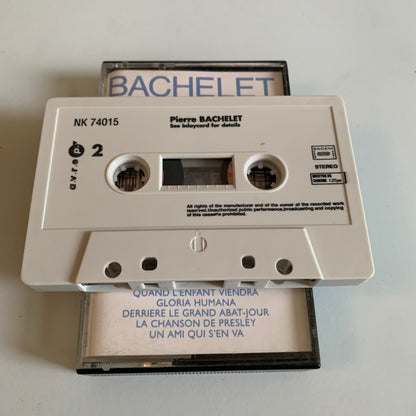 BACHELET
NK 74015
Pierre BACHELET
See inlaycard for details
a.v.r.e.p
2
SACEM
STEREO
All rights of the manufacturer and of the owner of the recorded work
reserved. Unauthorized public performance, broadcasting and copying
of this cassette prohibited.
QUAND L'ENFANT VIENDRA
GLORIA HUMANA
DERRIERE LE GRAND ABAT-JOUR
LA CHANSON DE PRESLEY
UN AMI QUI S'EN VA